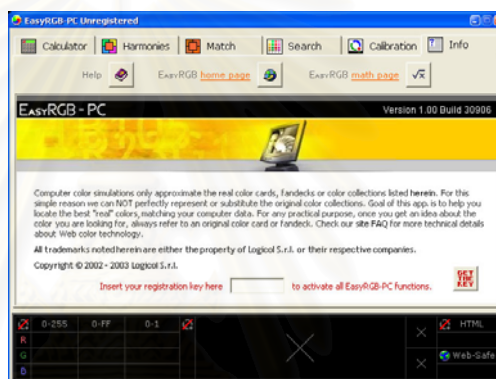 EasyRGB-PC Unregistered
Calculator Harmonies Match Search Calibration Info
Help EasyRGB home page EasyRGB math page √x
EasyRGB - PC Version 1.00 Build 30906
Computer color simulations only approximate the real color cards, fandecks or color collections listed herein. For this
simple reason we can NOT perfectly represent or substitute the original color collections. Goal of this app. is to help you
locate the best "real" colors, matching your computer data. For any practical purpose, once you get an idea about the
color you are looking for, always refer to an original color card or fandeck. Check our site FAQ for more technical details
about Web color technology.
All trademarks noted herein are either the property of Logicol S.r.l. or their respective companies.
Copyright © 2002 - 2003 Logicol S.r.l.
Insert your registration key here to activate all EasyRGB-PC functions.
GET
THE
KEY
0-255 0-FF 0-1 HTML
R
G Web-Safe
B